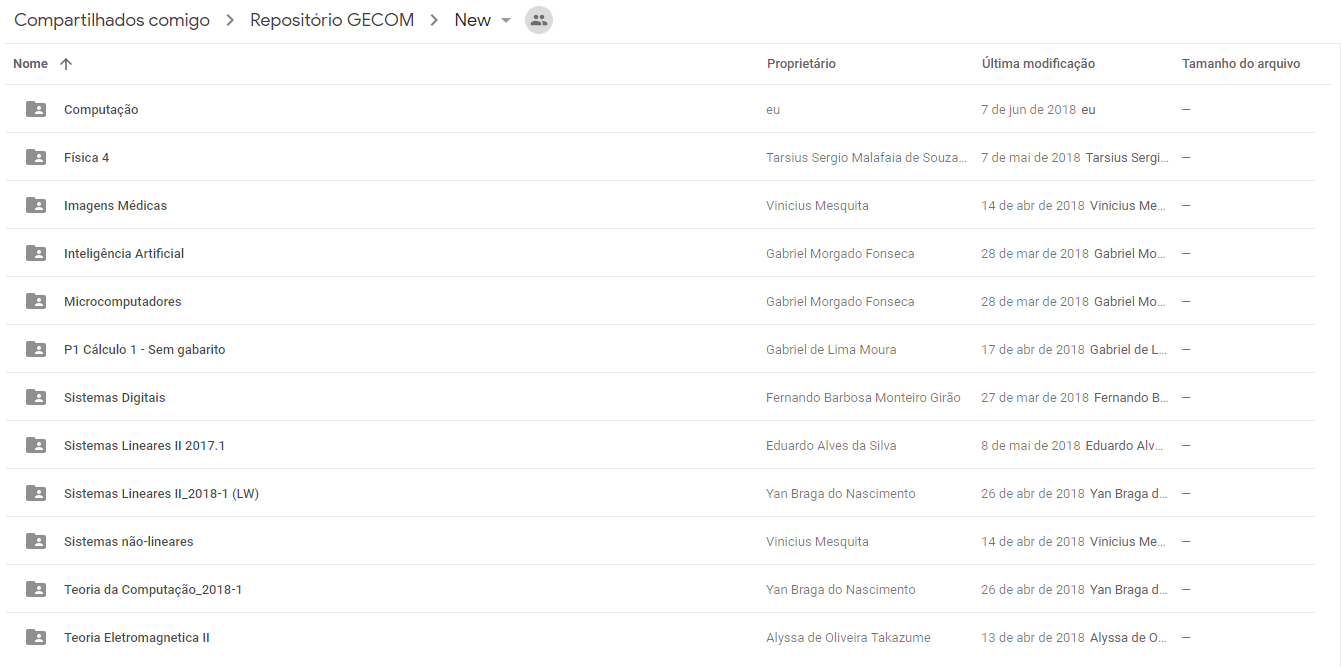 Compartilhados comigo > Repositório GECOM > New
Nome Proprietário Última modificação Tamanho do arquivo
Computação eu 7 de jun de 2018 eu —
Física 4 Tarsius Sergio Malafaia de Souza... 7 de mai de 2018 Tarsius Sergi... —
Imagens Médicas Vinicius Mesquita 14 de abr de 2018 Vinicius Me... —
Inteligência Artificial Gabriel Morgado Fonseca 28 de mar de 2018 Gabriel Mo... —
Microcomputadores Gabriel Morgado Fonseca 28 de mar de 2018 Gabriel Mo... —
P1 Cálculo 1 - Sem gabarito Gabriel de Lima Moura 17 de abr de 2018 Gabriel de L... —
Sistemas Digitais Fernando Barbosa Monteiro Girão 27 de mar de 2018 Fernando B... —
Sistemas Lineares II 2017.1 Eduardo Alves da Silva 8 de mai de 2018 Eduardo Alv... —
Sistemas Lineares II_2018-1 (LW) Yan Braga do Nascimento 26 de abr de 2018 Yan Braga d... —
Sistemas não-lineares Vinicius Mesquita 14 de abr de 2018 Vinicius Me... —
Teoria da Computação_2018-1 Yan Braga do Nascimento 26 de abr de 2018 Yan Braga d... —
Teoria Eletromagnetica II Alyssa de Oliveira Takazume 13 de abr de 2018 Alyssa de O... —